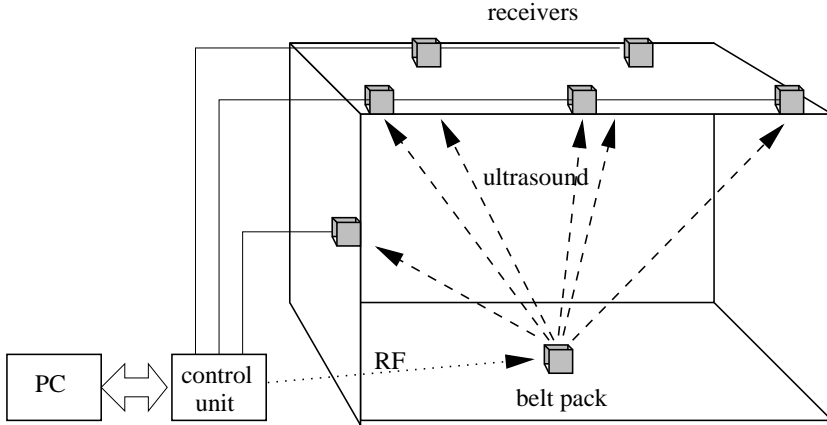 receivers
ultrasound
RF
PC
control
unit
belt pack